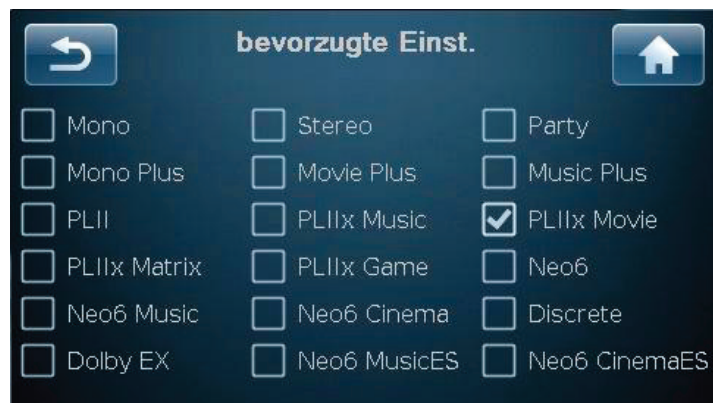 bevorzugte Einst.
Mono Stereo Party
Mono Plus Movie Plus Music Plus
PLII PLIIx Music PLIIx Movie
PLIIx Matrix PLIIx Game Neo6
Neo6 Music Neo6 Cinema Discrete
Dolby EX Neo6 MusicES Neo6 CinemaES